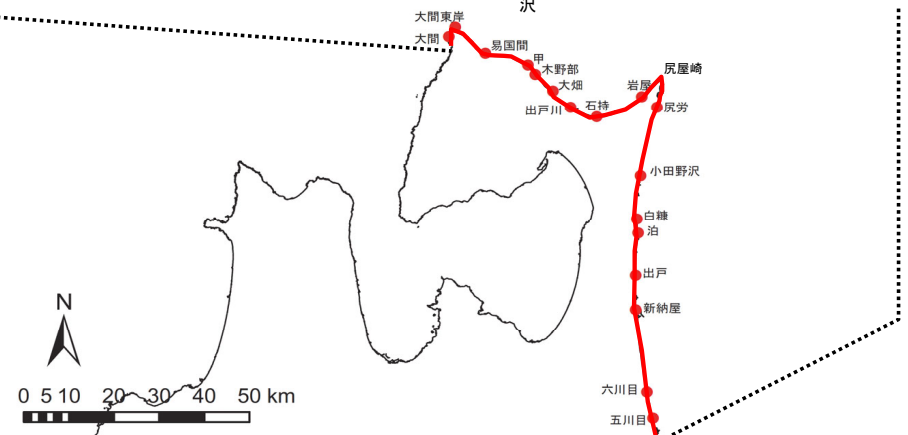 沢
大間東岸
大間
易国間
甲
木野部
大畑
出戸川
石持
岩屋
尻屋崎
尻労
小田野沢
白糠
泊
出戸
新納屋
六川目
五川目
N
0 5 10 20 30 40 50 km